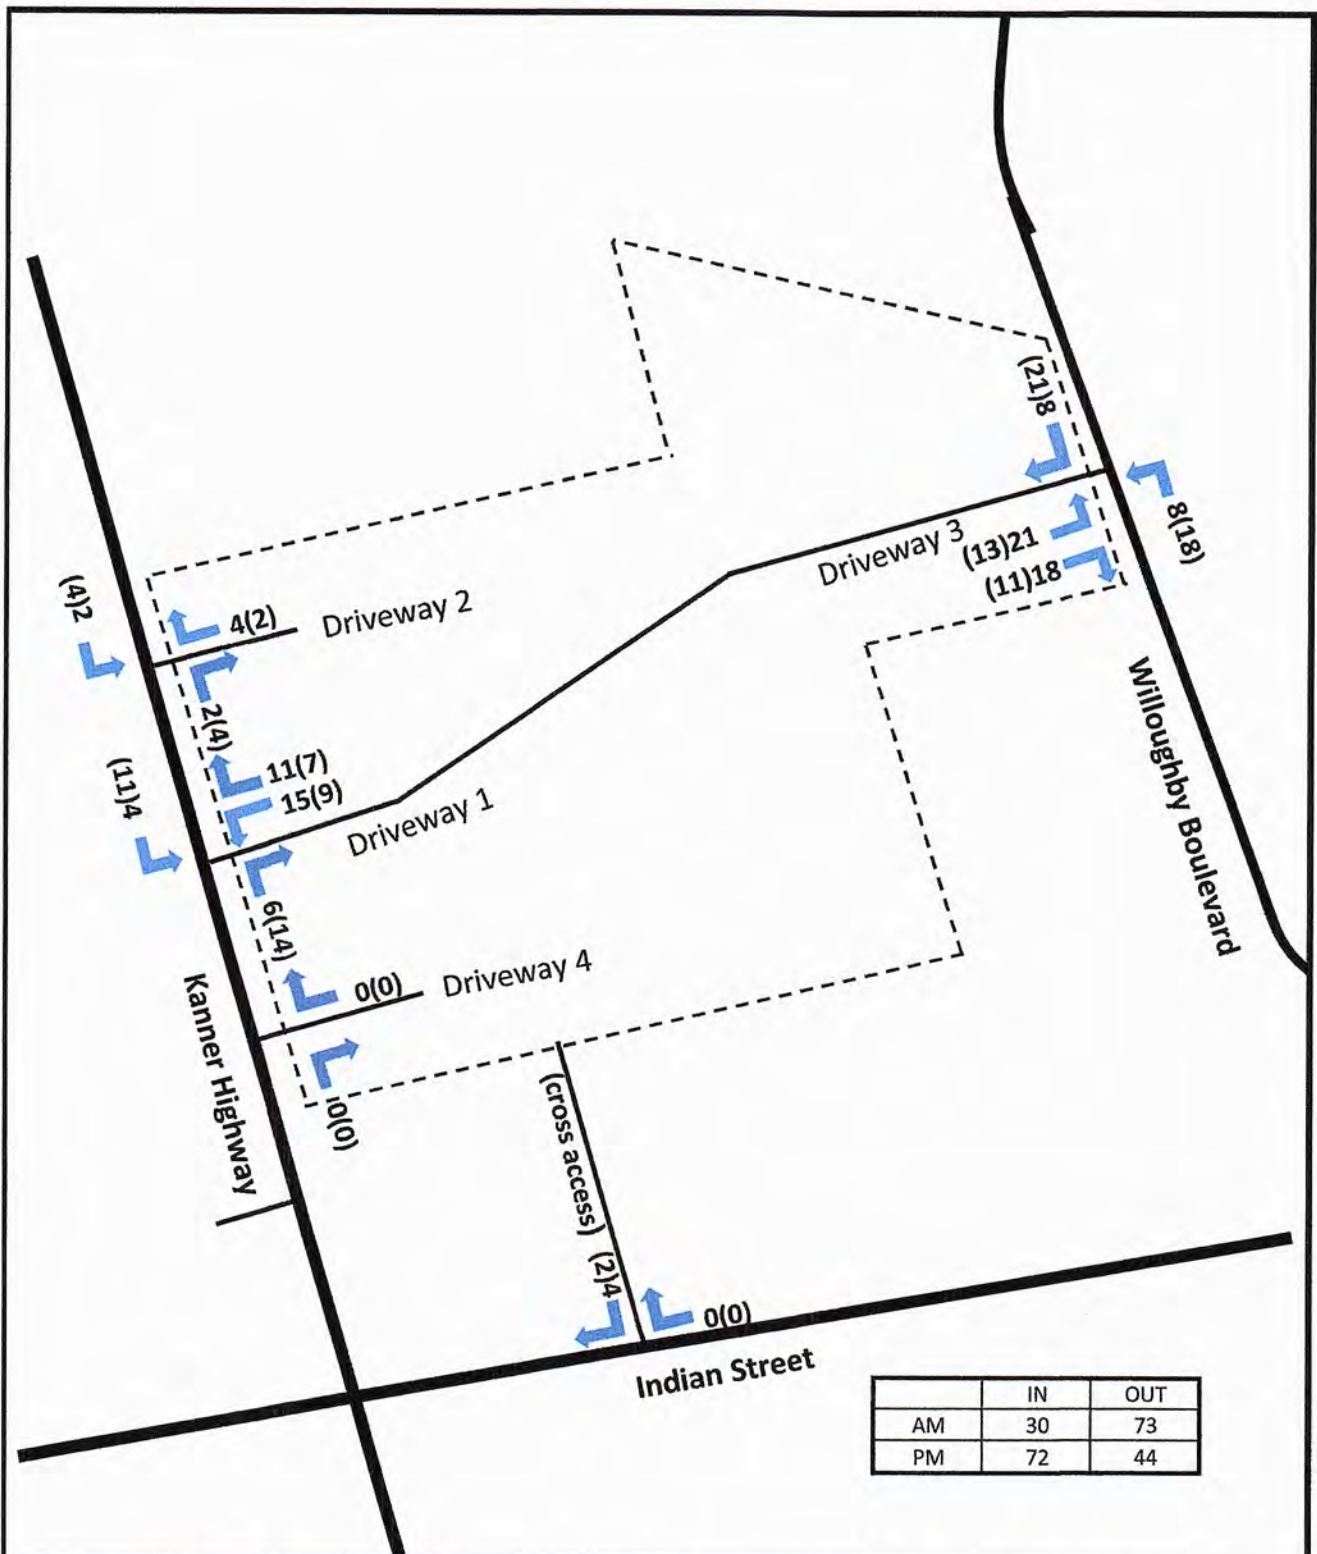 (21)8
8(18)
Driveway 3
(13)21
(11)18
(4)2
4(2)
Driveway 2
2(4)
Willoughby Boulevard
(11)4
11(7)
15(9)
Driveway 1
6(14)
Kanner Highway
0(0)
Driveway 4
0(0)
(cross access)
(2)4
0(0)
Indian Street
IN OUT
AM 30 73
PM 72 44